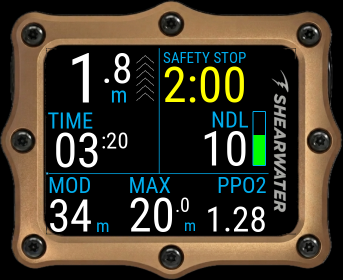 1.8 m
SAFETY STOP
2:00
TIME
03:20
NDL
10
SHEARWATER
MOD MAX PPO2
34 m 20.0 m 1.28